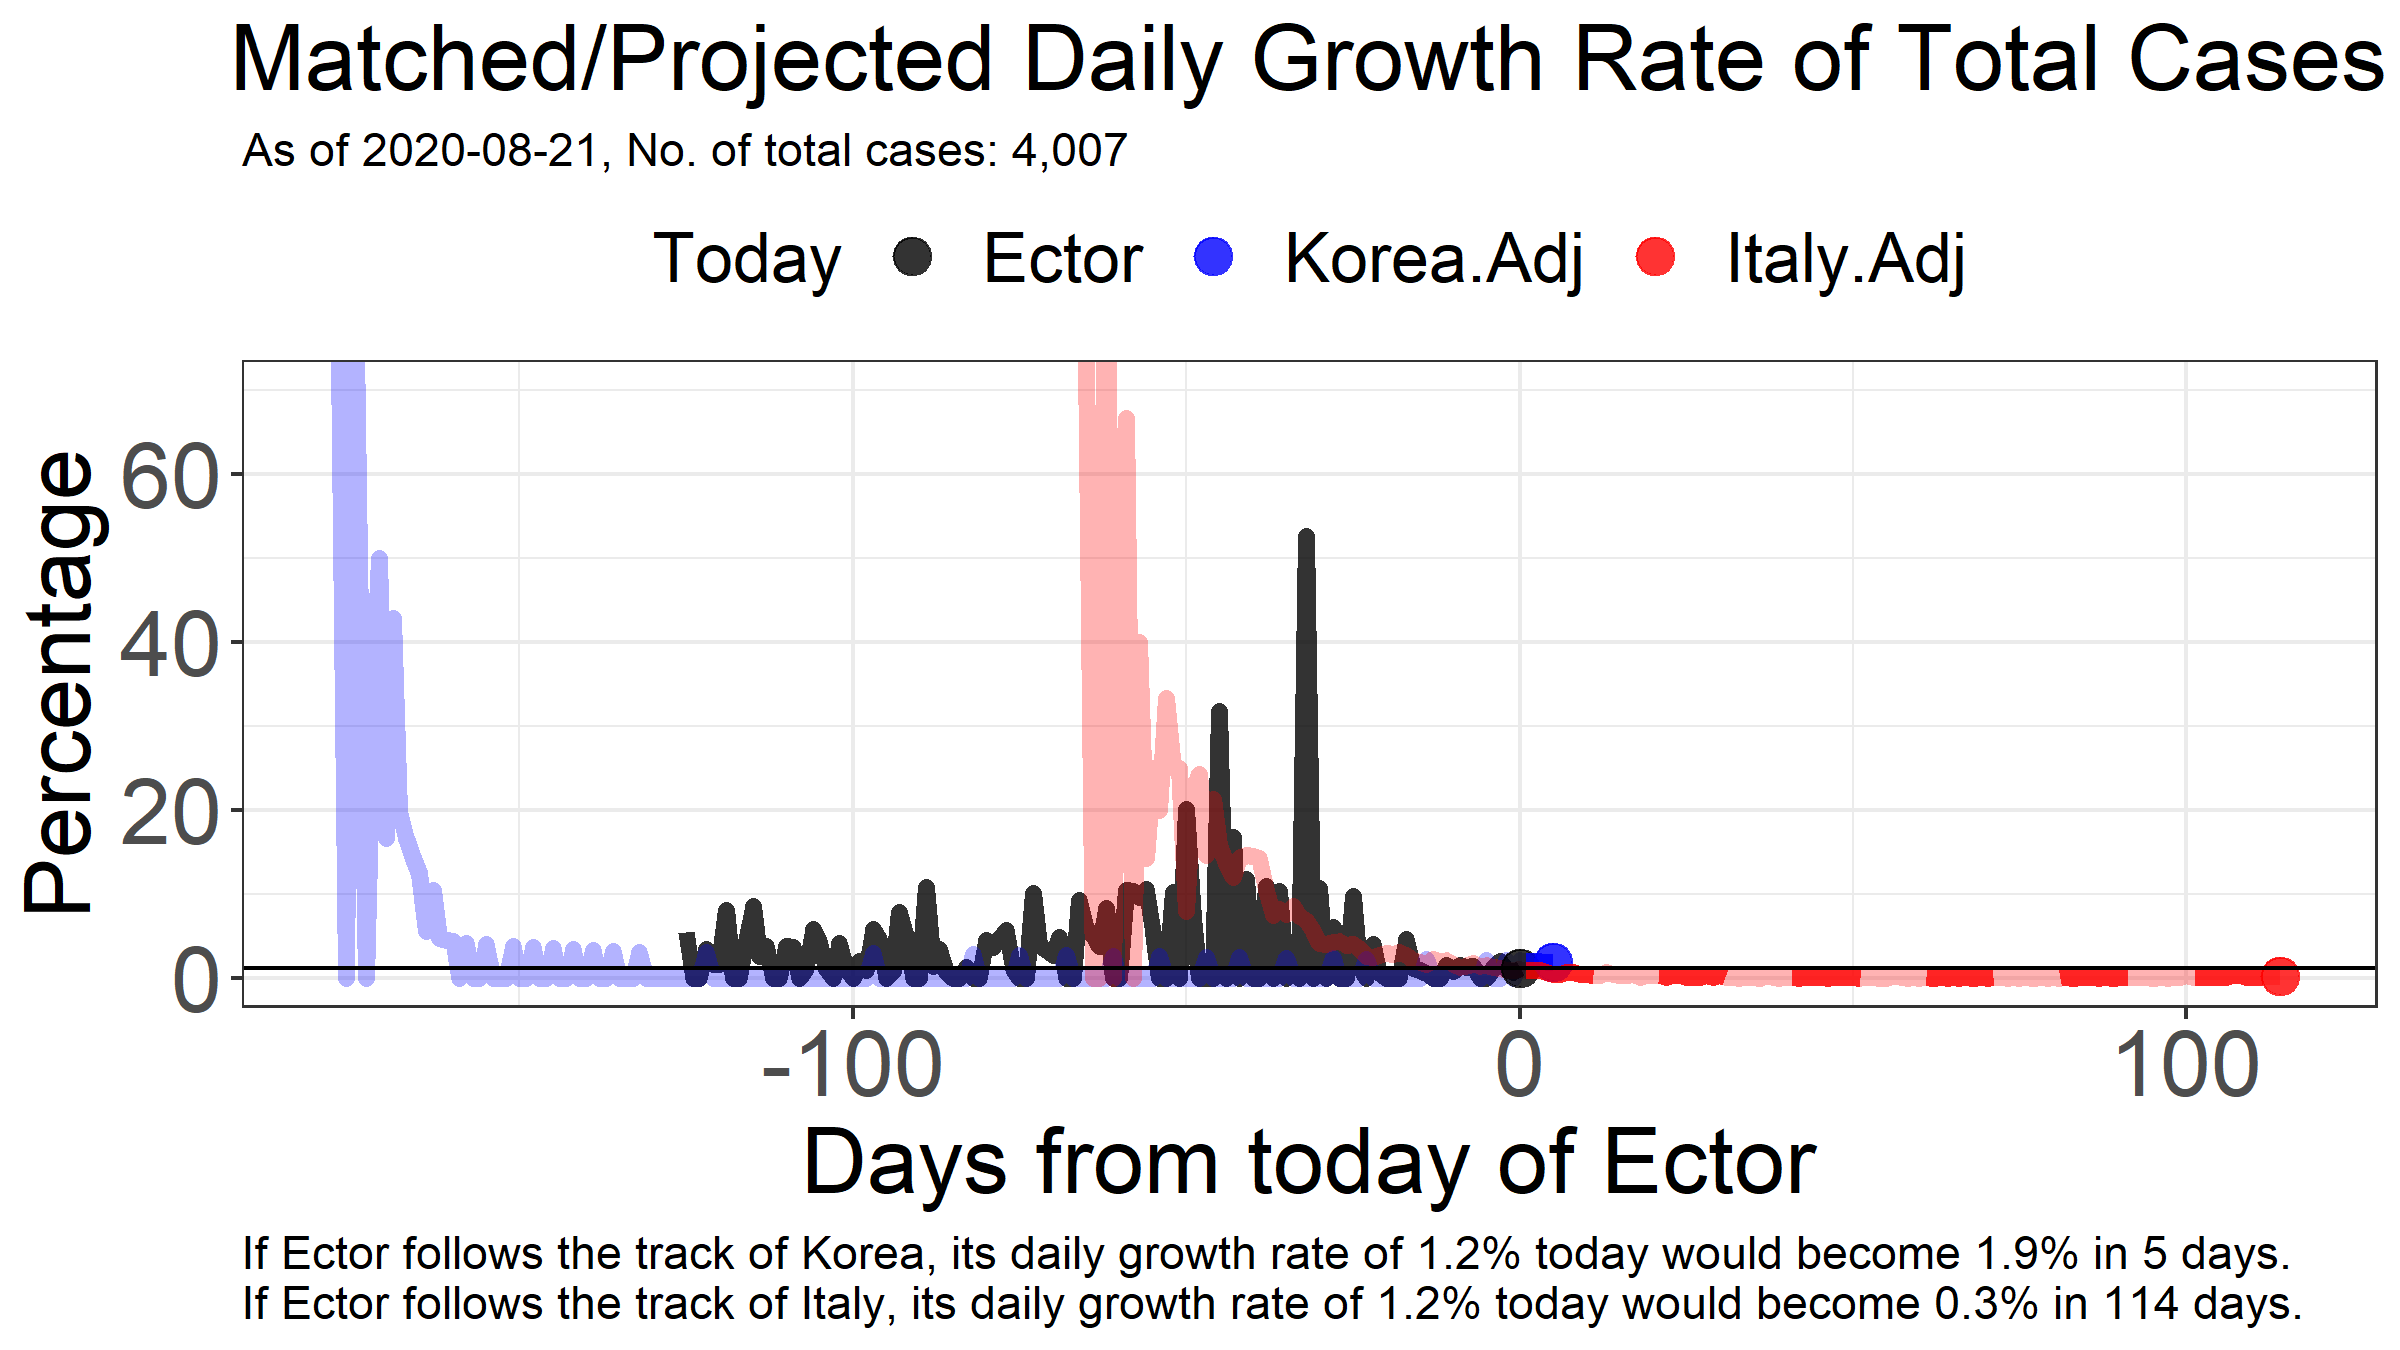 Matched/Projected Daily Growth Rate of Total Cases
As of 2020-08-21, No. of total cases: 4,007
Today Ector Korea.Adj Italy.Adj
Percentage
60
40
20
0
-100 0 100
Days from today of Ector
If Ector follows the track of Korea, its daily growth rate of 1.2% today would become 1.9% in 5 days.
If Ector follows the track of Italy, its daily growth rate of 1.2% today would become 0.3% in 114 days.